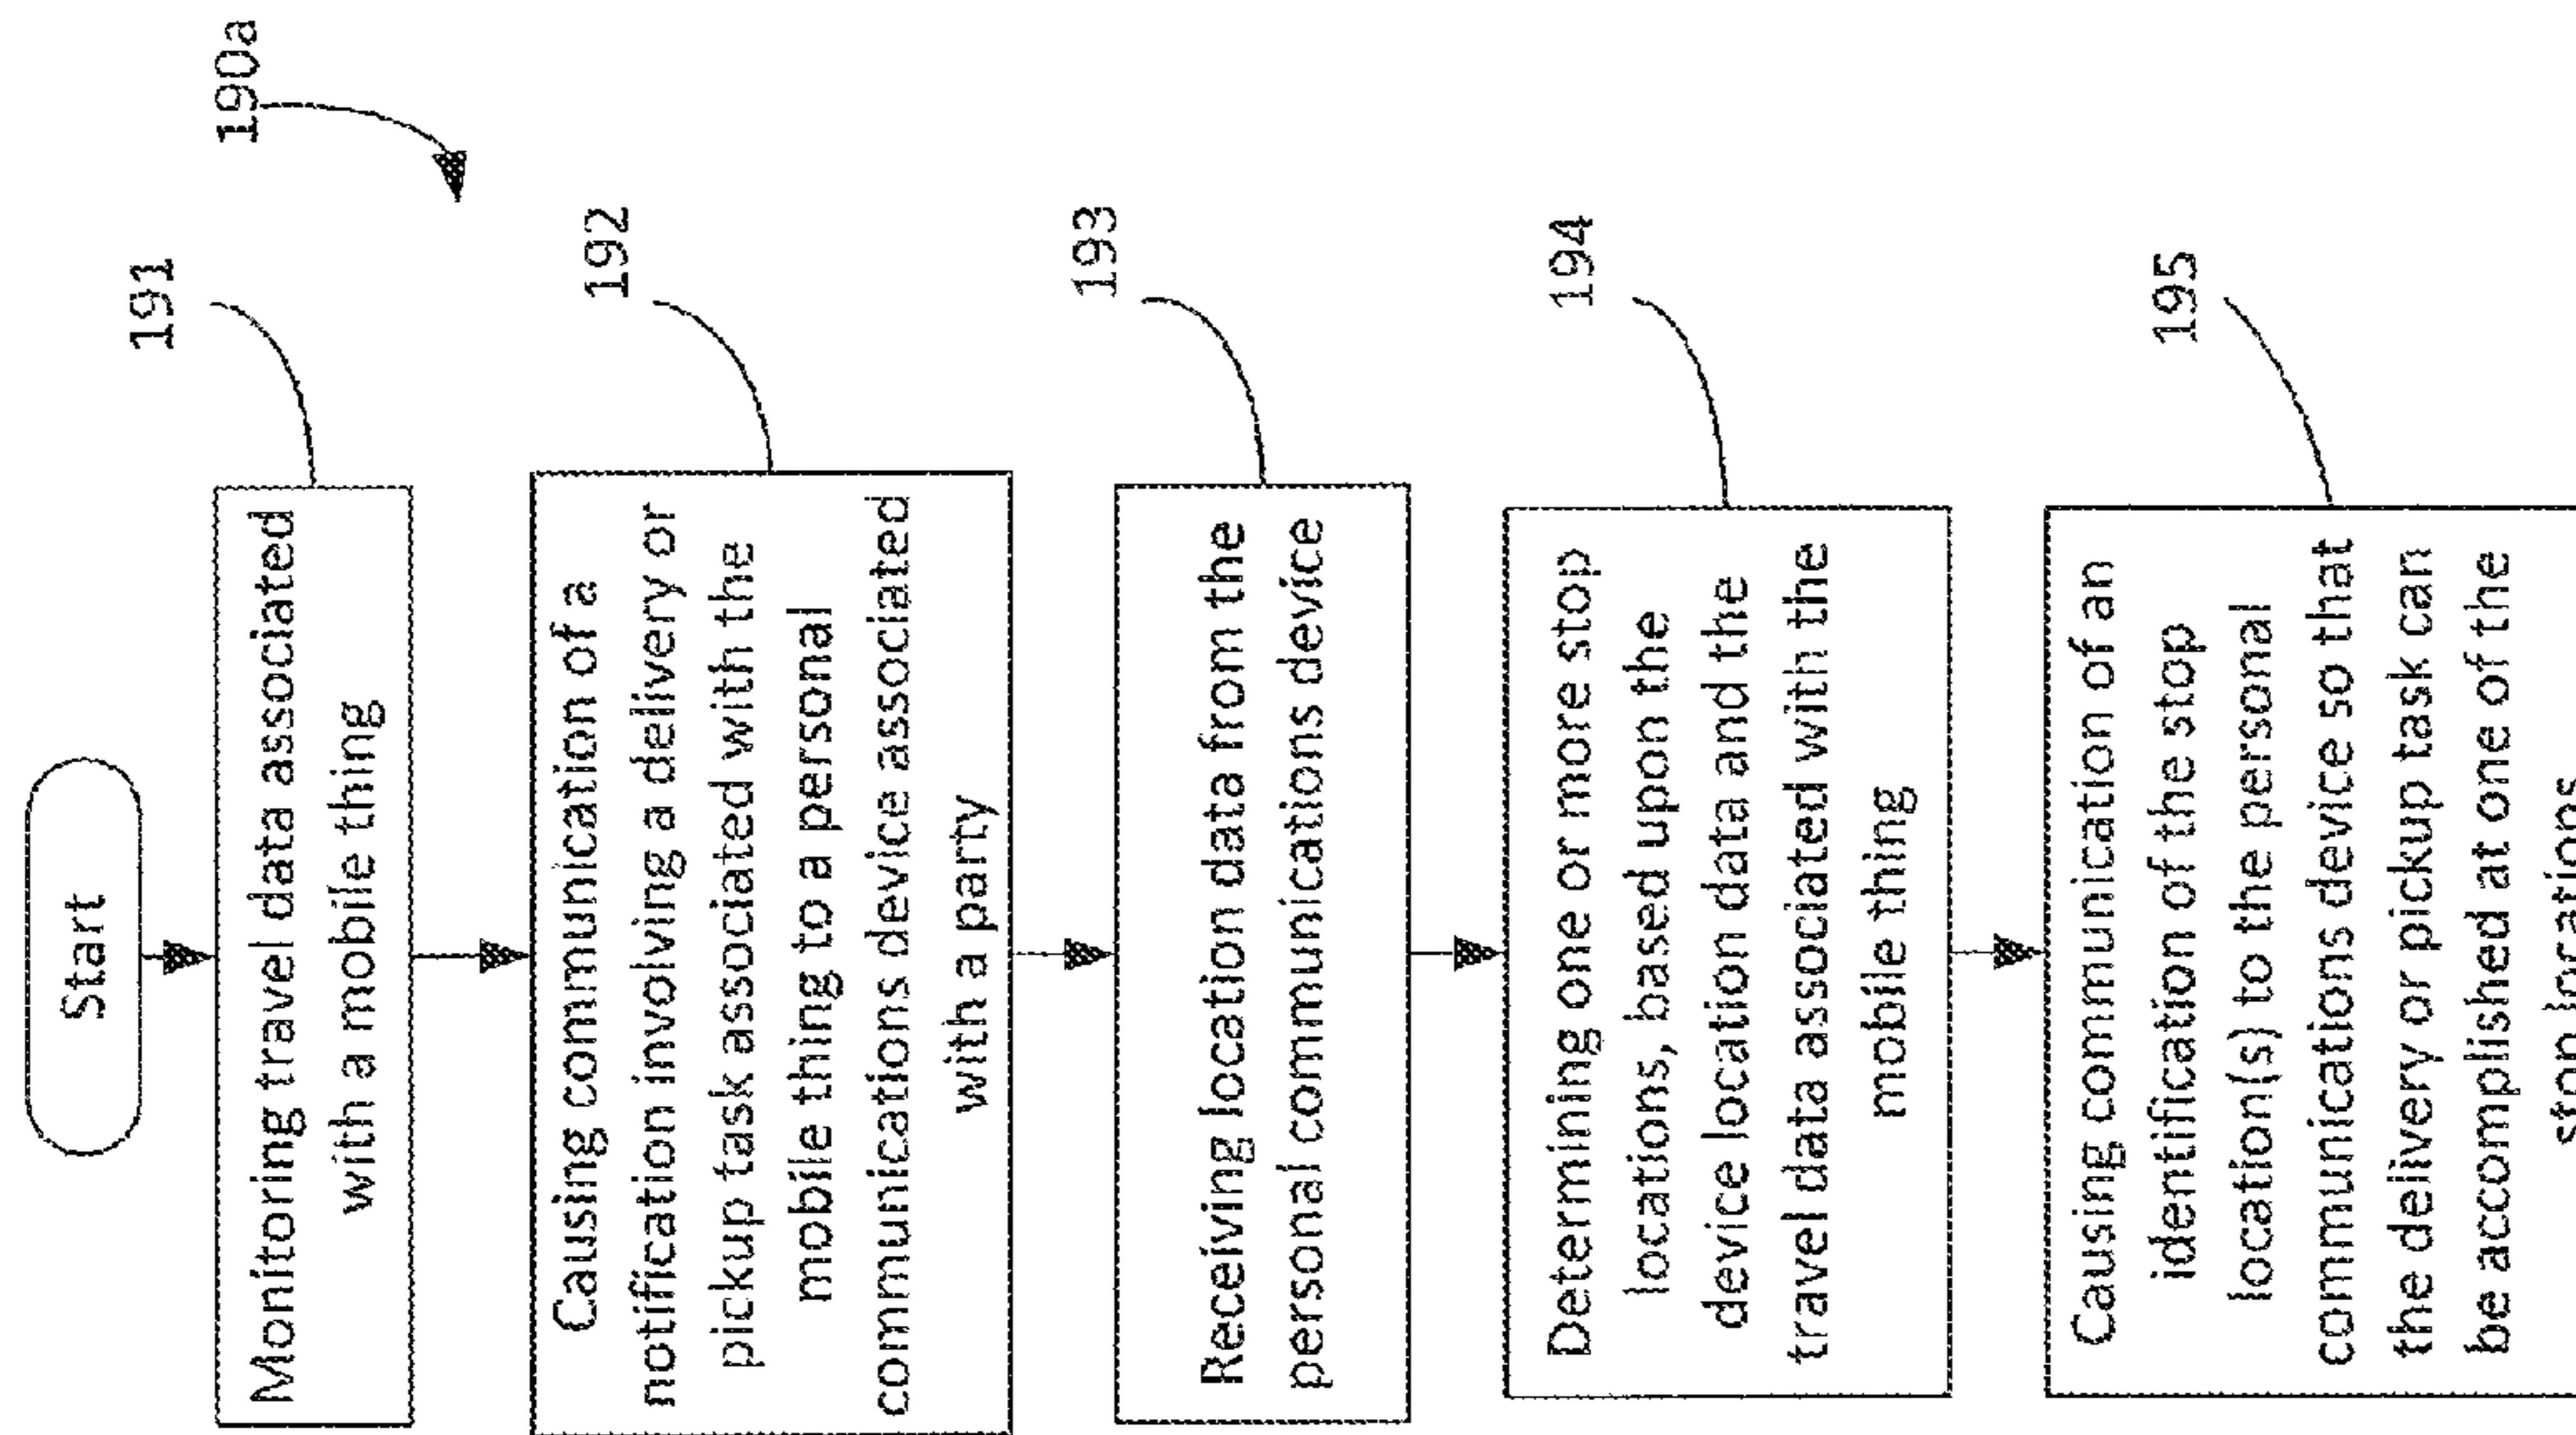 190a
Start
191
Monitoring travel data associated
with a mobile thing
192
Causing communication of a
notification involving a delivery or
pickup task associated with the
mobile thing to a personal
communications device associated
with a party
193
Receiving location data from the
personal communications device
194
Determining one or more stop
locations, based upon the
device location data and the
travel data associated with the
mobile thing
195
Causing communication of an
identification of the stop
location(s) to the personal
communications device so that
the delivery or pickup task can
be accomplished at one of the
stop locations